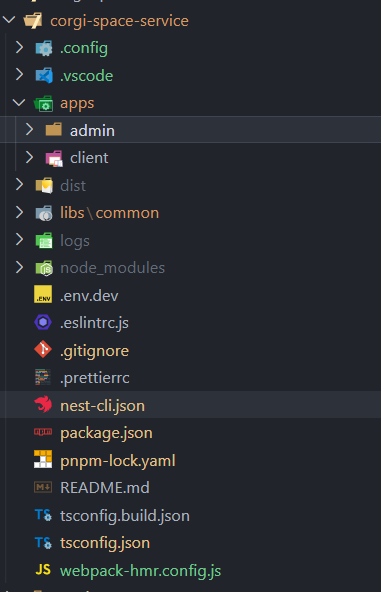 corgi-space-service
.config
.vscode
apps
admin
client
dist
libs\common
logs
node_modules
.env.dev
.eslintrc.js
.gitignore
.prettierrc
nest-cli.json
package.json
pnpm-lock.yaml
README.md
tsconfig.build.json
tsconfig.json
webpack-hmr.config.js